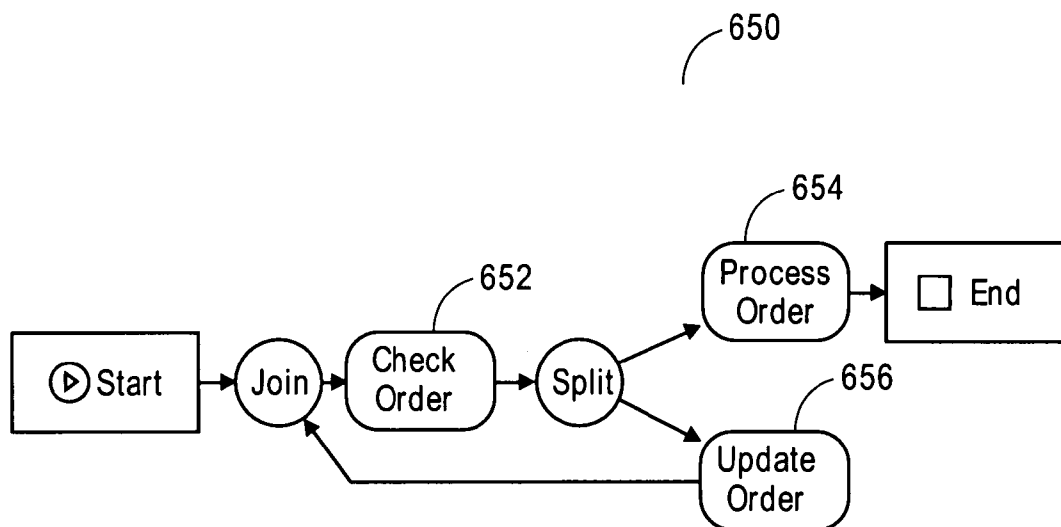 650
654
Process
Order
End
652
Start
Join
Check
Order
Split
656
Update
Order